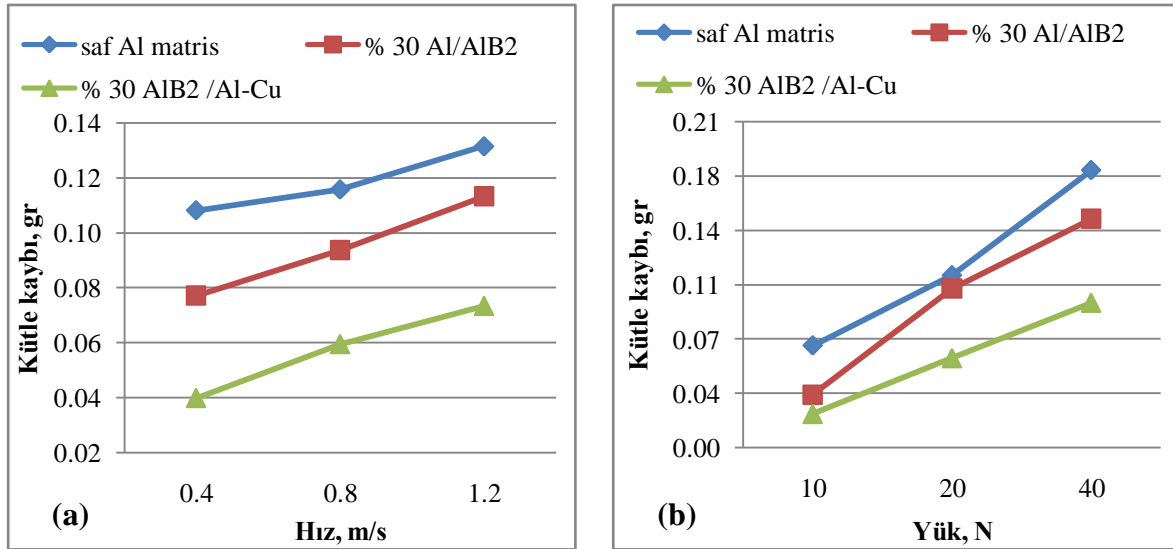 saf Al matris
% 30 Al/AlB2
% 30 AlB2 /Al-Cu
Kütle kaybı, gr
0.14
0.12
0.10
0.08
0.06
0.04
0.02
0.4 0.8 1.2
(a)
Hız, m/s
saf Al matris
% 30 Al/AlB2
% 30 AlB2 /Al-Cu
Kütle kaybı, gr
0.21
0.18
0.14
0.11
0.07
0.04
0.00
10 20 40
(b)
Yük, N